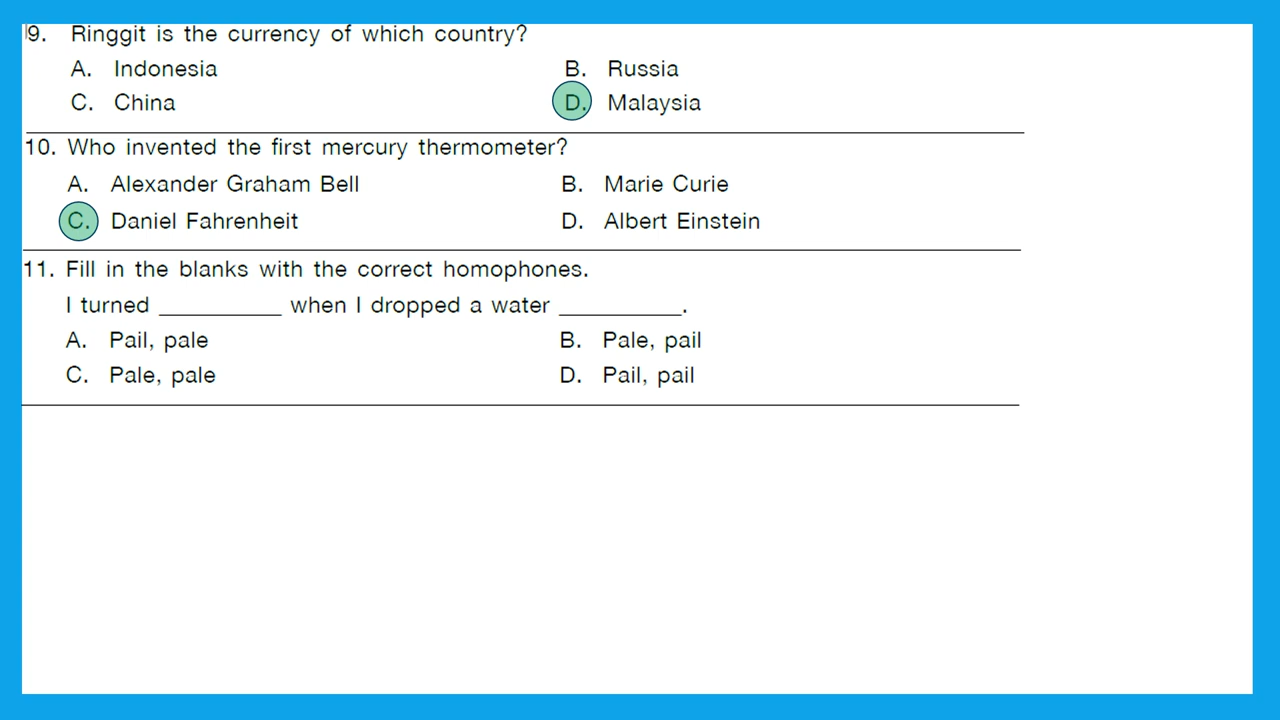 9. Ringgit is the currency of which country?
A. Indonesia B. Russia
C. China D. Malaysia
10. Who invented the first mercury thermometer?
A. Alexander Graham Bell B. Marie Curie
C. Daniel Fahrenheit D. Albert Einstein
11. Fill in the blanks with the correct homophones.
I turned __________ when I dropped a water __________.
A. Pail, pale B. Pale, pail
C. Pale, pale D. Pail, pail